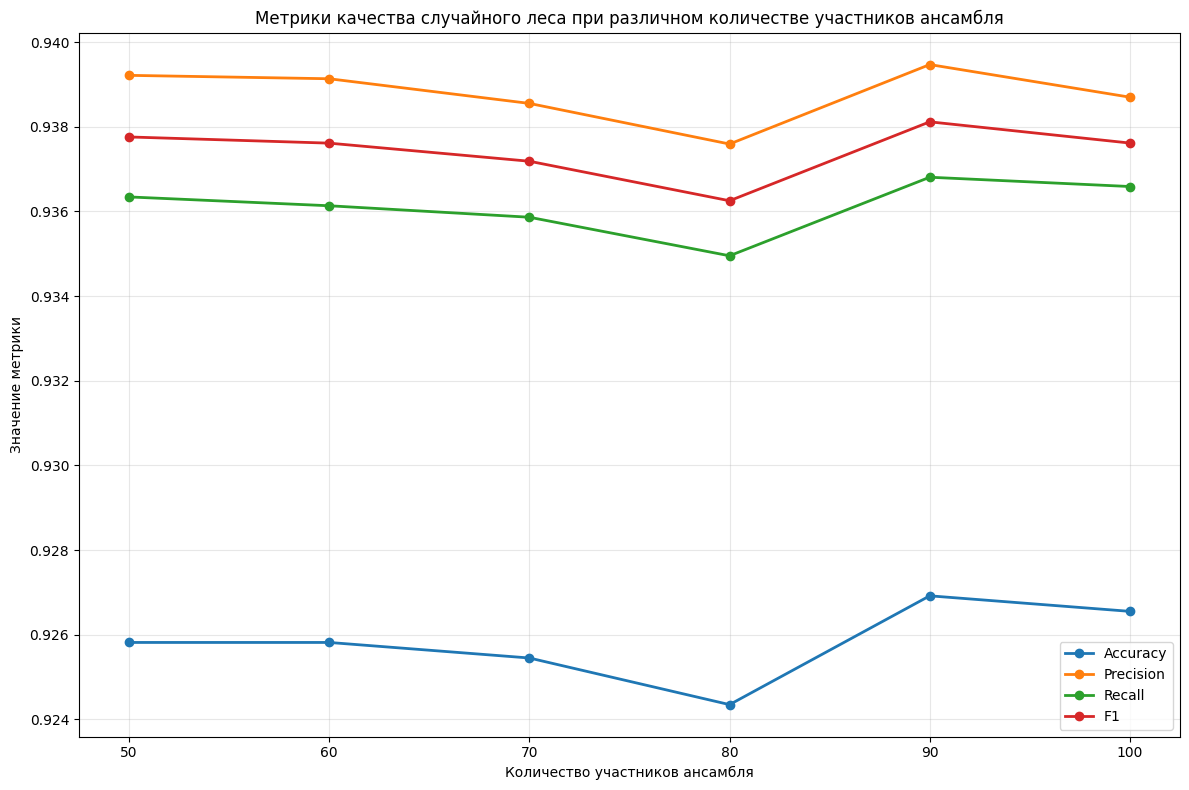 Метрики качества случайного леса при различном количестве участников ансамбля
Значение метрики
0.940
0.938
0.936
0.934
0.932
0.930
0.928
0.926
0.924
50 60 70 80 90 100
Количество участников ансамбля
Accuracy
Precision
Recall
F1